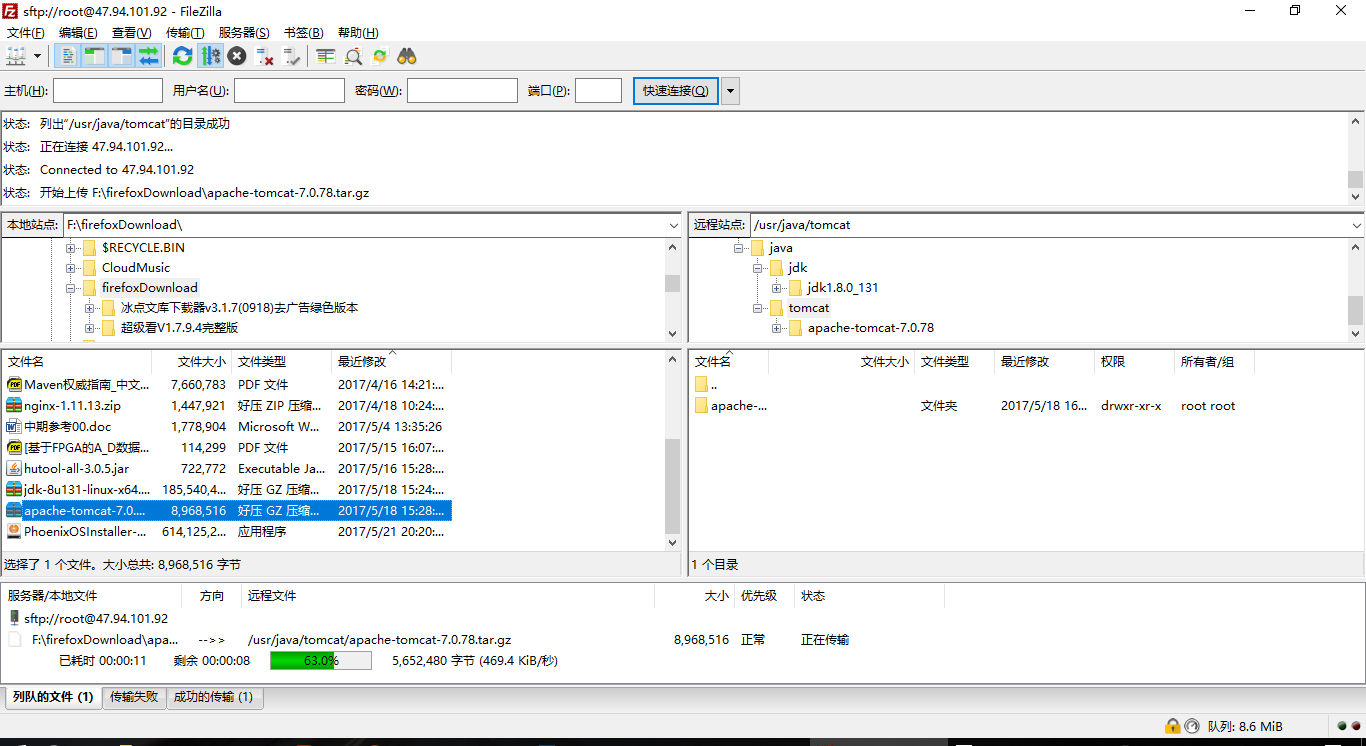 sftp://root@47.94.101.92 - FileZilla
文件(F) 编辑(E) 查看(V) 传输(T) 服务器(S) 书签(B) 帮助(H)
主机(H): 用户名(U): 密码(W): 端口(P): 快速连接(Q)
状态: 列出"/usr/java/tomcat"的目录成功
状态: 正在连接 47.94.101.92...
状态: Connected to 47.94.101.92
状态: 开始上传 F:\firefoxDownload\apache-tomcat-7.0.78.tar.gz
本地站点: F:\firefoxDownload\
$RECYCLE.BIN
CloudMusic
firefoxDownload
冰点文库下载器v3.1.7(0918)去广告绿色版本
超级看V1.7.9.4完整版
远程站点: /usr/java/tomcat
java
jdk
jdk1.8.0_131
tomcat
apache-tomcat-7.0.78
文件名 文件大小 文件类型 最近修改
Maven权威指南_中文... 7,660,783 PDF 文件 2017/4/16 14:21:...
nginx-1.11.13.zip 1,447,921 好压 ZIP 压缩... 2017/4/18 10:24:...
中期参考00.doc 1,778,904 Microsoft W... 2017/5/4 13:35:26
[基于FPGA的A_D数据... 114,299 PDF 文件 2017/5/15 16:07:...
hutool-all-3.0.5.jar 722,772 Executable Ja... 2017/5/16 15:28:...
jdk-8u131-linux-x64.... 185,540,4... 好压 GZ 压缩... 2017/5/18 15:24:...
apache-tomcat-7.0.... 8,968,516 好压 GZ 压缩... 2017/5/18 15:28:...
PhoenixOSInstaller-... 614,125,2... 应用程序 2017/5/21 20:20:...
选择了 1 个文件。大小总共: 8,968,516 字节
文件名 文件大小 文件类型 最近修改 权限 所有者/组
..
apache-... 文件夹 2017/5/18 16... drwxr-xr-x root root
1 个目录
服务器/本地文件 方向 远程文件 大小 优先级 状态
sftp://root@47.94.101.92
F:\firefoxDownload\apa... -->> /usr/java/tomcat/apache-tomcat-7.0.78.tar.gz 8,968,516 正常 正在传输
已耗时 00:00:11 剩余 00:00:08 63.0% 5,652,480 字节 (469.4 KiB/秒)
列队的文件 (1) 传输失败 成功的传输 (1)
队列: 8.6 MiB